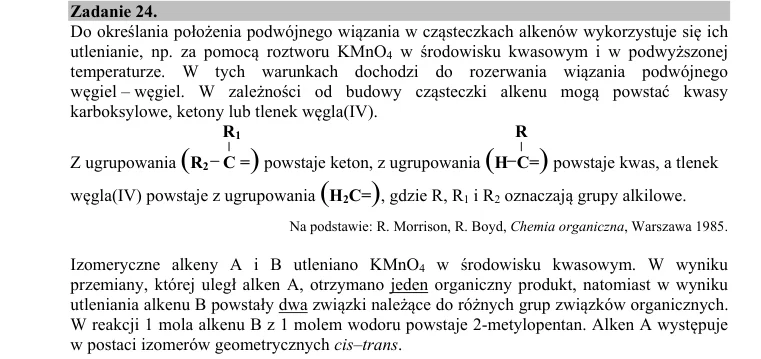 Zadanie 24.
Do określania położenia podwójnego wiązania w cząsteczkach alkenów wykorzystuje się ich
utlenianie, np. za pomocą roztworu KMnO₄ w środowisku kwasowym i w podwyższonej
temperaturze. W tych warunkach dochodzi do rozerwania wiązania podwójnego
węgiel – węgiel. W zależności od budowy cząsteczki alkenu mogą powstać kwasy
karboksylowe, ketony lub tlenek węgla(IV).
R₁ R
Z ugrupowania (R₂– C =) powstaje keton, z ugrupowania (H–C=) powstaje kwas, a tlenek
węgla(IV) powstaje z ugrupowania (H₂C=), gdzie R, R₁ i R₂ oznaczają grupy alkilowe.
Na podstawie: R. Morrison, R. Boyd, Chemia organiczna, Warszawa 1985.
Izomeryczne alkeny A i B utleniano KMnO₄ w środowisku kwasowym. W wyniku
przemiany, której uległ alken A, otrzymano jeden organiczny produkt, natomiast w wyniku
utleniania alkenu B powstały dwa związki należące do różnych grup związków organicznych.
W reakcji 1 mola alkenu B z 1 molem wodoru powstaje 2-metylopentan. Alken A występuje
w postaci izomerów geometrycznych cis–trans.